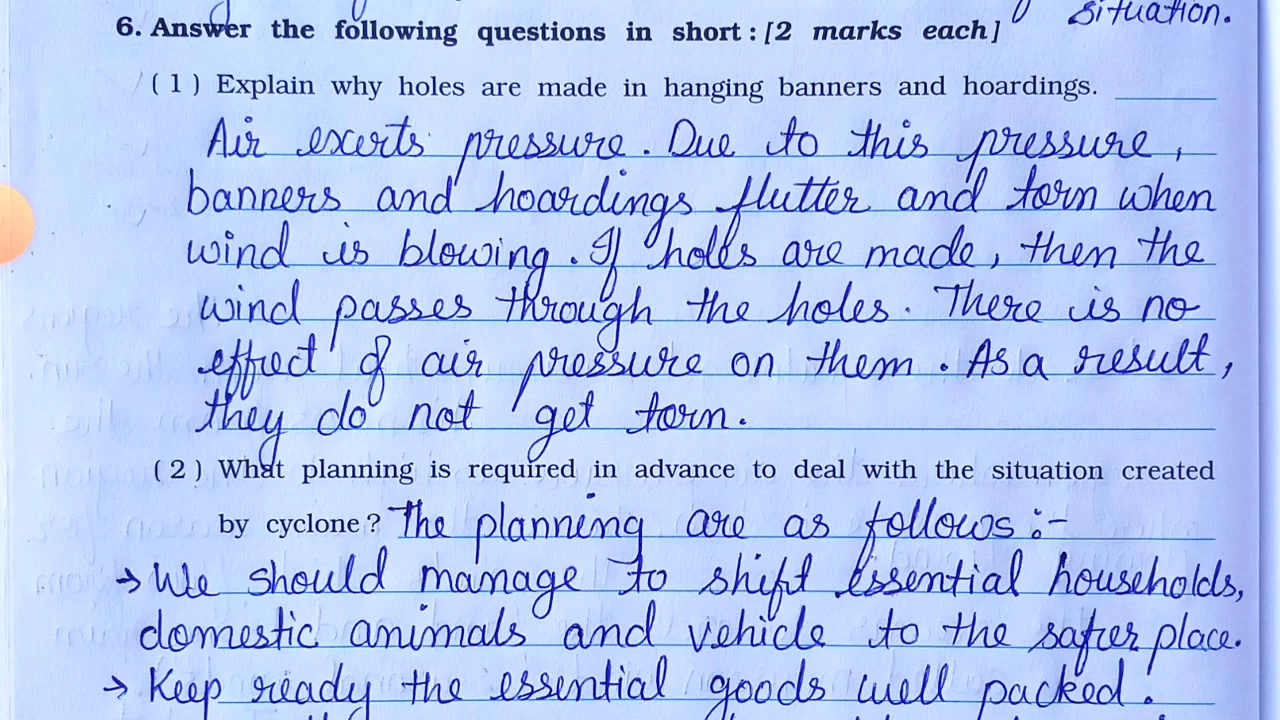 situation.
6. Answer the following questions in short : [2 marks each]
( 1 ) Explain why holes are made in hanging banners and hoardings.
Air exerts pressure. Due to this pressure,
banners and hoardings flutter and torn when
wind is blowing. If holes are made, then the
wind passes through the holes. There is no
effect of air pressure on them. As a result,
they do not get torn.
( 2 ) What planning is required in advance to deal with the situation created
by cyclone? The planning are as follows :-
→ We should manage to shift essential households,
domestic animals and vehicle to the safer place.
→ Keep ready the essential goods well packed.